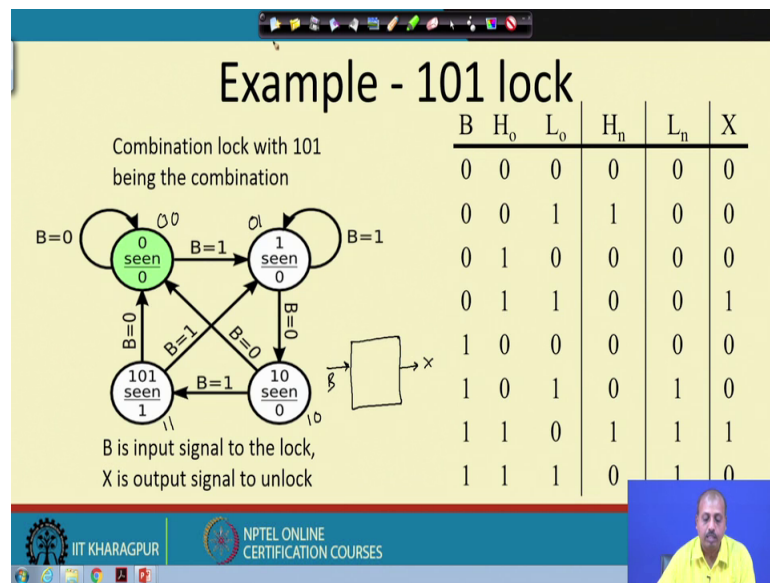 Example - 101 lock
Combination lock with 101
being the combination
00
01
B=0
0
seen
0
B=1
1
seen
0
B=1
B=0
B=1
B=0
B=0
101
seen
1
B=1
10
seen
0
11
10
B
X
B is input signal to the lock,
X is output signal to unlock
B Ho Lo Hn Ln X
0 0 0 0 0 0
0 0 1 1 0 0
0 1 0 0 0 0
0 1 1 0 0 1
1 0 0 0 0 0
1 0 1 0 1 0
1 1 0 1 1 1
1 1 1 0 1 0
IIT KHARAGPUR
NPTEL ONLINE
CERTIFICATION COURSES